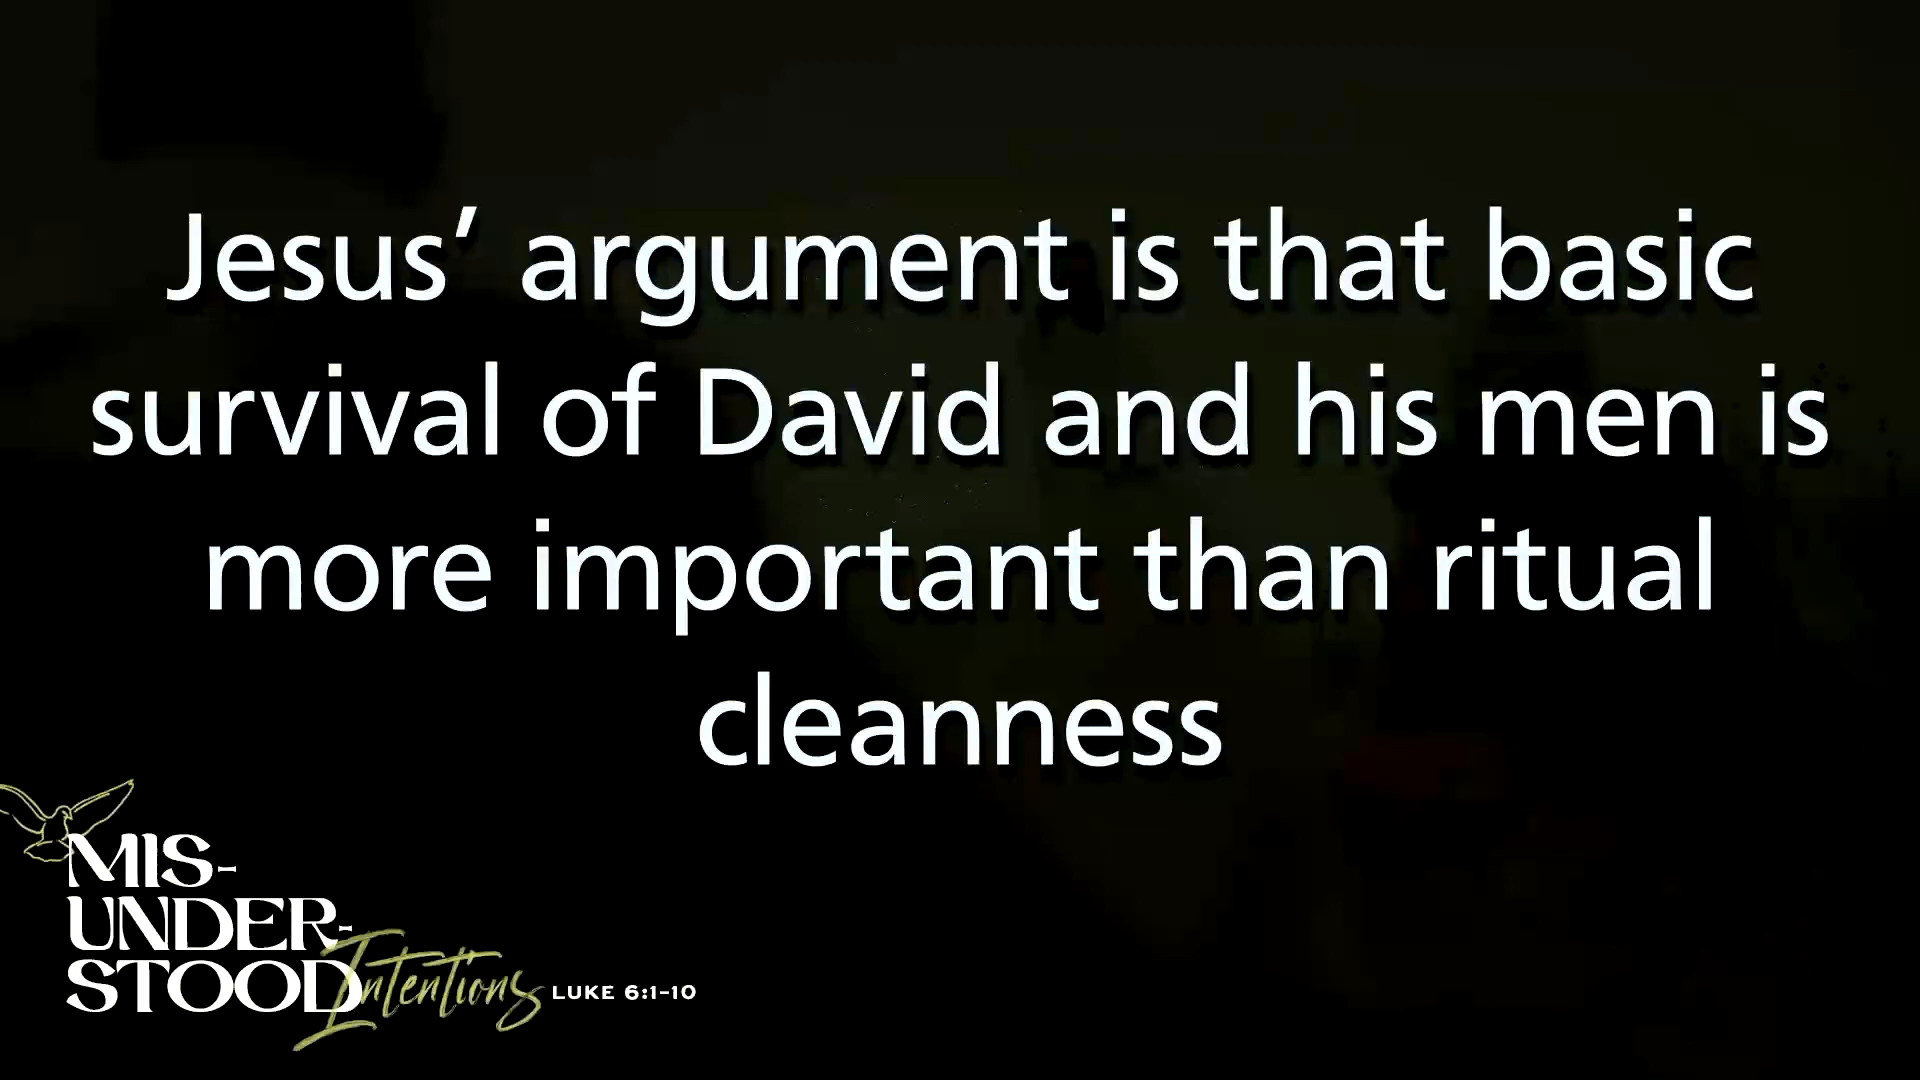 Jesus’ argument is that basic
survival of David and his men is
more important than ritual
cleanness
MIS-
UNDER-
STOOD Intentions LUKE 6:1-10